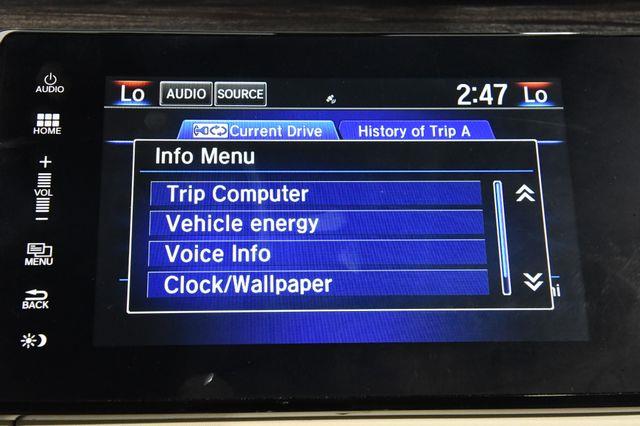 AUDIO
HOME
+
VOL
−
MENU
BACK
Lo AUDIO SOURCE 2:47 Lo
Current Drive History of Trip A
Info Menu
Trip Computer
Vehicle energy
Voice Info
Clock/Wallpaper